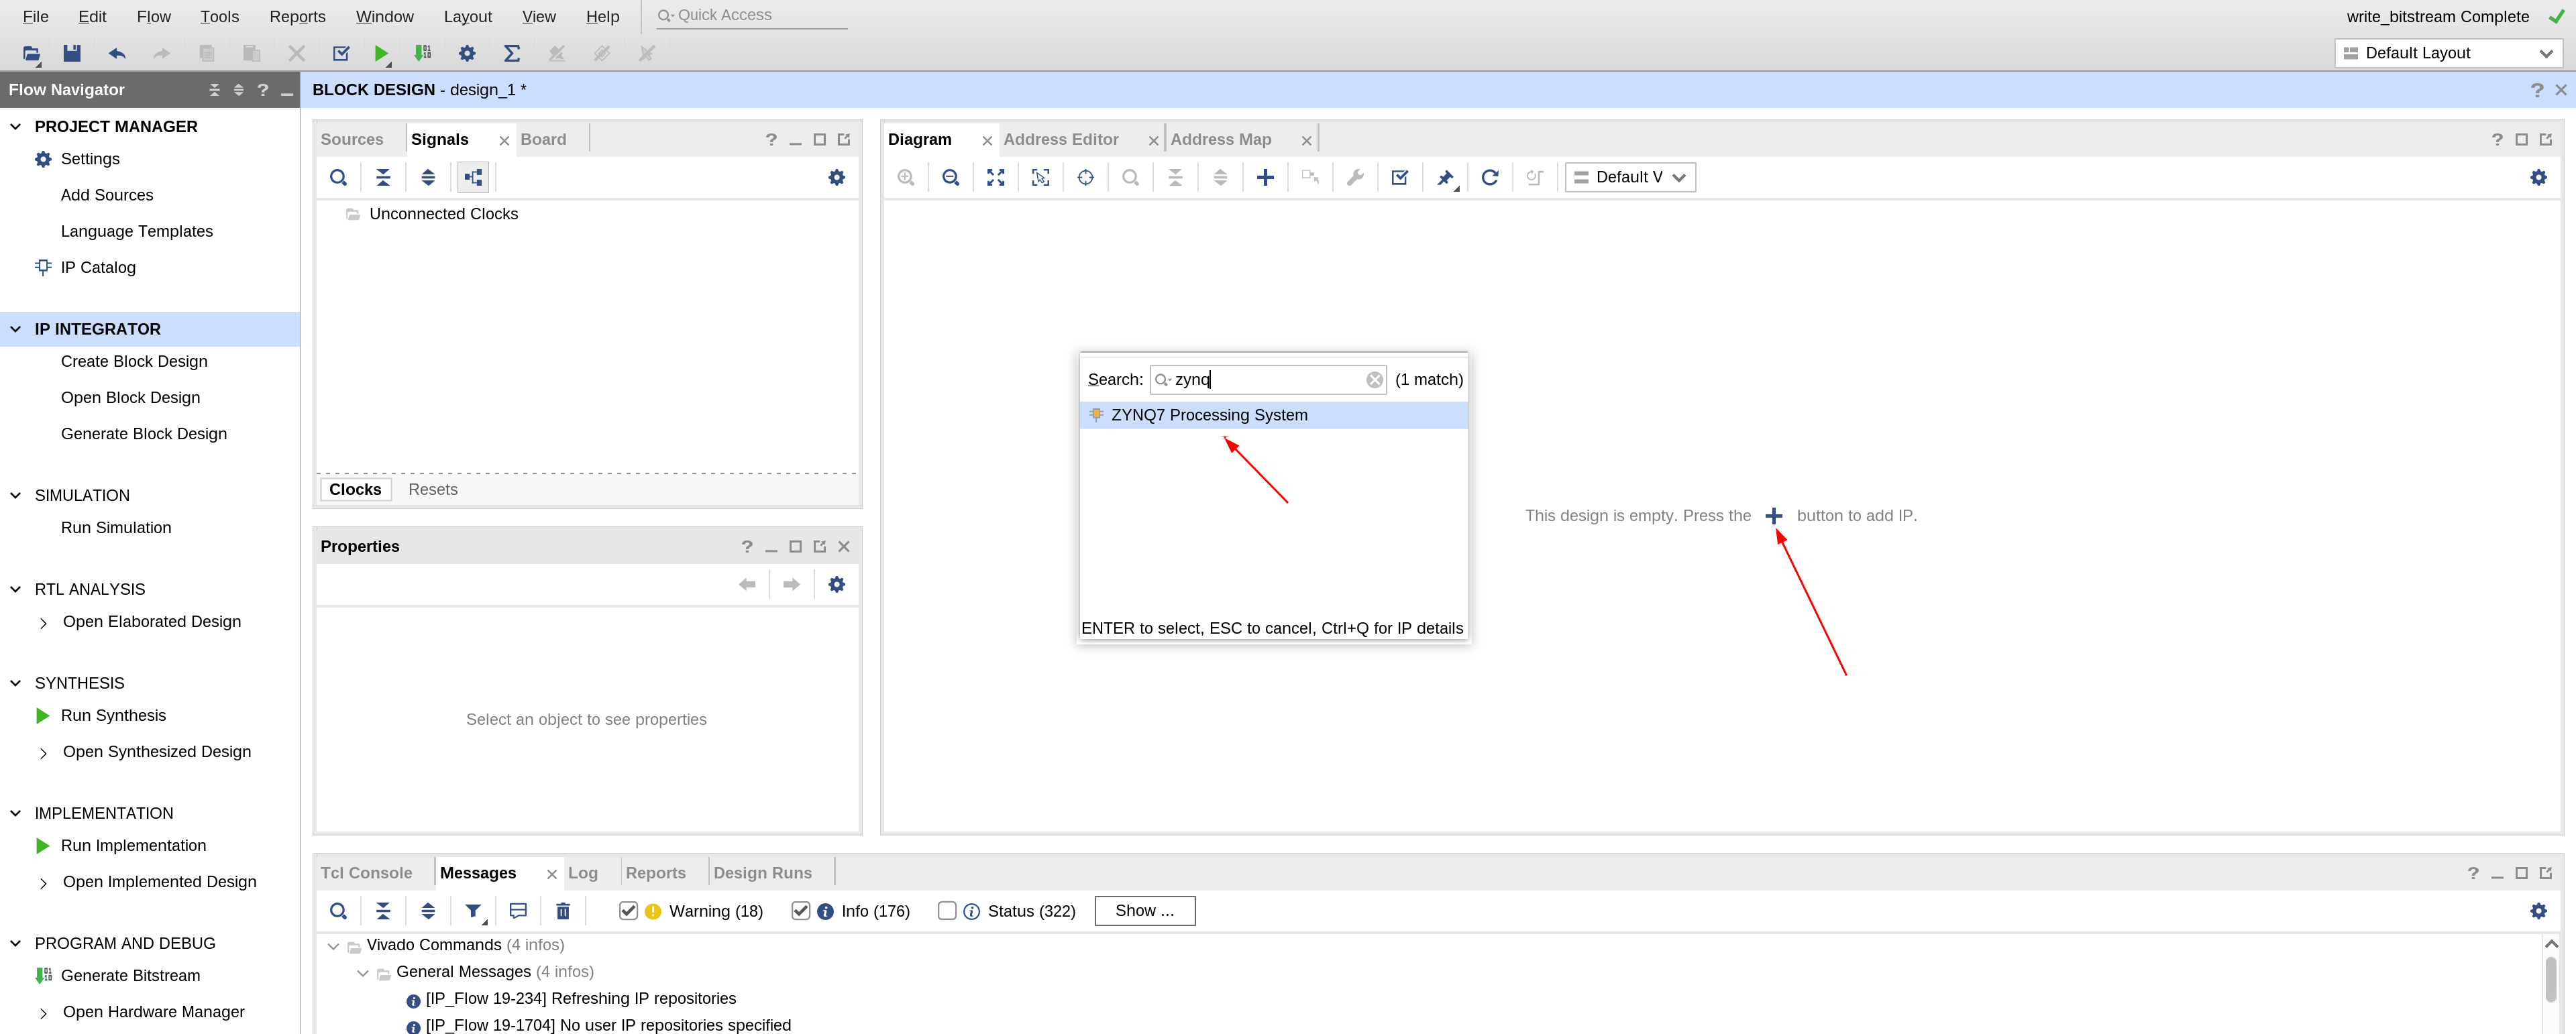 File Edit Flow Tools Reports Window Layout View Help Quick Access write_bitstream Complete
Default Layout
Flow Navigator
BLOCK DESIGN - design_1 *
PROJECT MANAGER
Settings
Add Sources
Language Templates
IP Catalog
IP INTEGRATOR
Create Block Design
Open Block Design
Generate Block Design
SIMULATION
Run Simulation
RTL ANALYSIS
Open Elaborated Design
SYNTHESIS
Run Synthesis
Open Synthesized Design
IMPLEMENTATION
Run Implementation
Open Implemented Design
PROGRAM AND DEBUG
Generate Bitstream
Open Hardware Manager
Sources Signals Board
Unconnected Clocks
Clocks Resets
Properties
Select an object to see properties
Diagram Address Editor Address Map
Default V
Search: zynq (1 match)
ZYNQ7 Processing System
ENTER to select, ESC to cancel, Ctrl+Q for IP details
This design is empty. Press the + button to add IP.
Tcl Console Messages Log Reports Design Runs
Warning (18) Info (176) Status (322) Show ...
Vivado Commands (4 infos)
General Messages (4 infos)
[IP_Flow 19-234] Refreshing IP repositories
[IP_Flow 19-1704] No user IP repositories specified